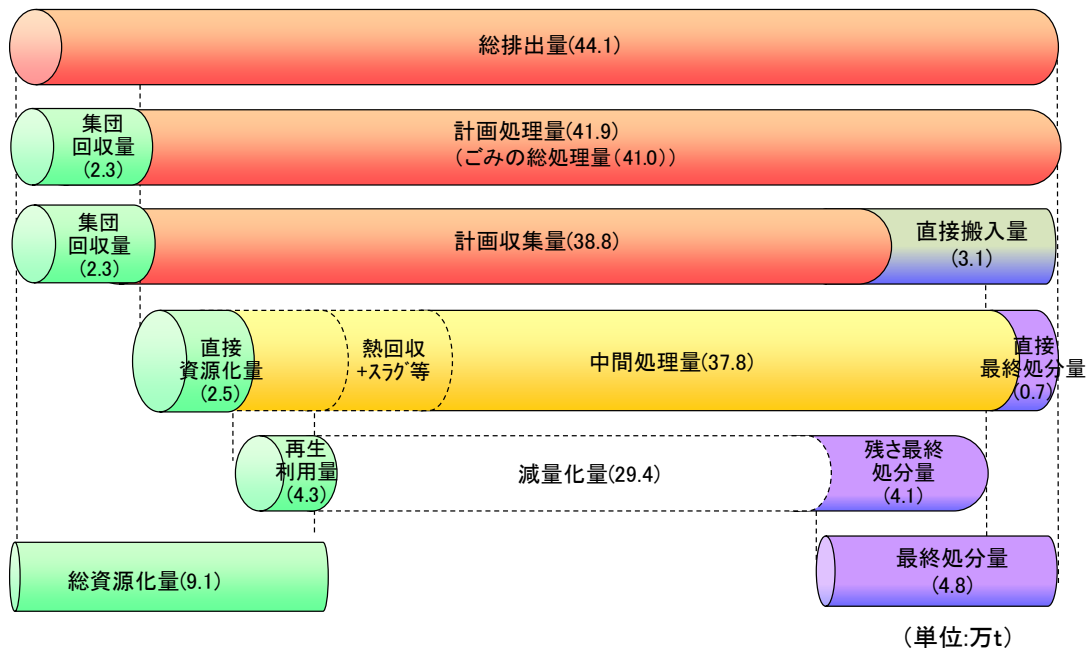 総排出量(44.1)
集団
回収量
(2.3)
計画処理量(41.9)
(ごみの総処理量(41.0))
集団
回収量
(2.3)
計画収集量(38.8)
直接搬入量
(3.1)
直接
資源化量
(2.5)
熱回収
+ｽﾗｸﾞ等
中間処理量(37.8)
直接
最終処分量
(0.7)
再生
利用量
(4.3)
減量化量(29.4)
残さ最終
処分量
(4.1)
総資源化量(9.1)
最終処分量
(4.8)
(単位:万t)